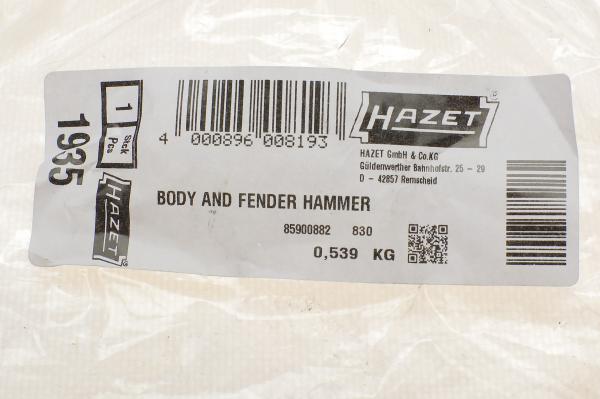 1935
1 Stck
Pcs
HAZET ®
4 000896 008193
HAZET ®
HAZET GmbH & Co.KG
Güldenwerther Bahnhofstr. 25 - 29
D - 42857 Remscheid
BODY AND FENDER HAMMER
85900882 830
0,539 KG